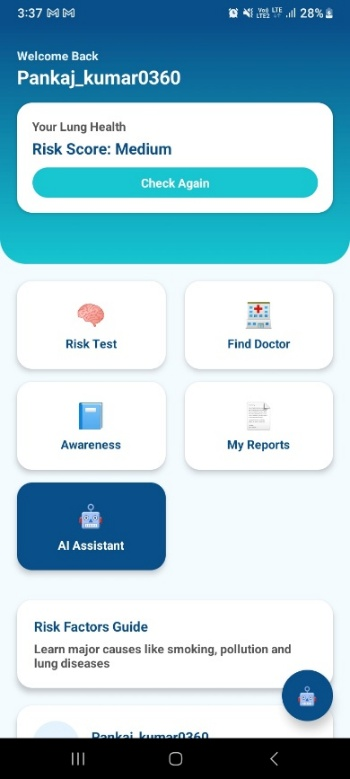 3:37
28%
Welcome Back
Pankaj_kumar0360
Your Lung Health
Risk Score: Medium
Check Again
Risk Test
Find Doctor
Awareness
My Reports
AI Assistant
Risk Factors Guide
Learn major causes like smoking, pollution and
lung diseases
Pankaj_kumar0360